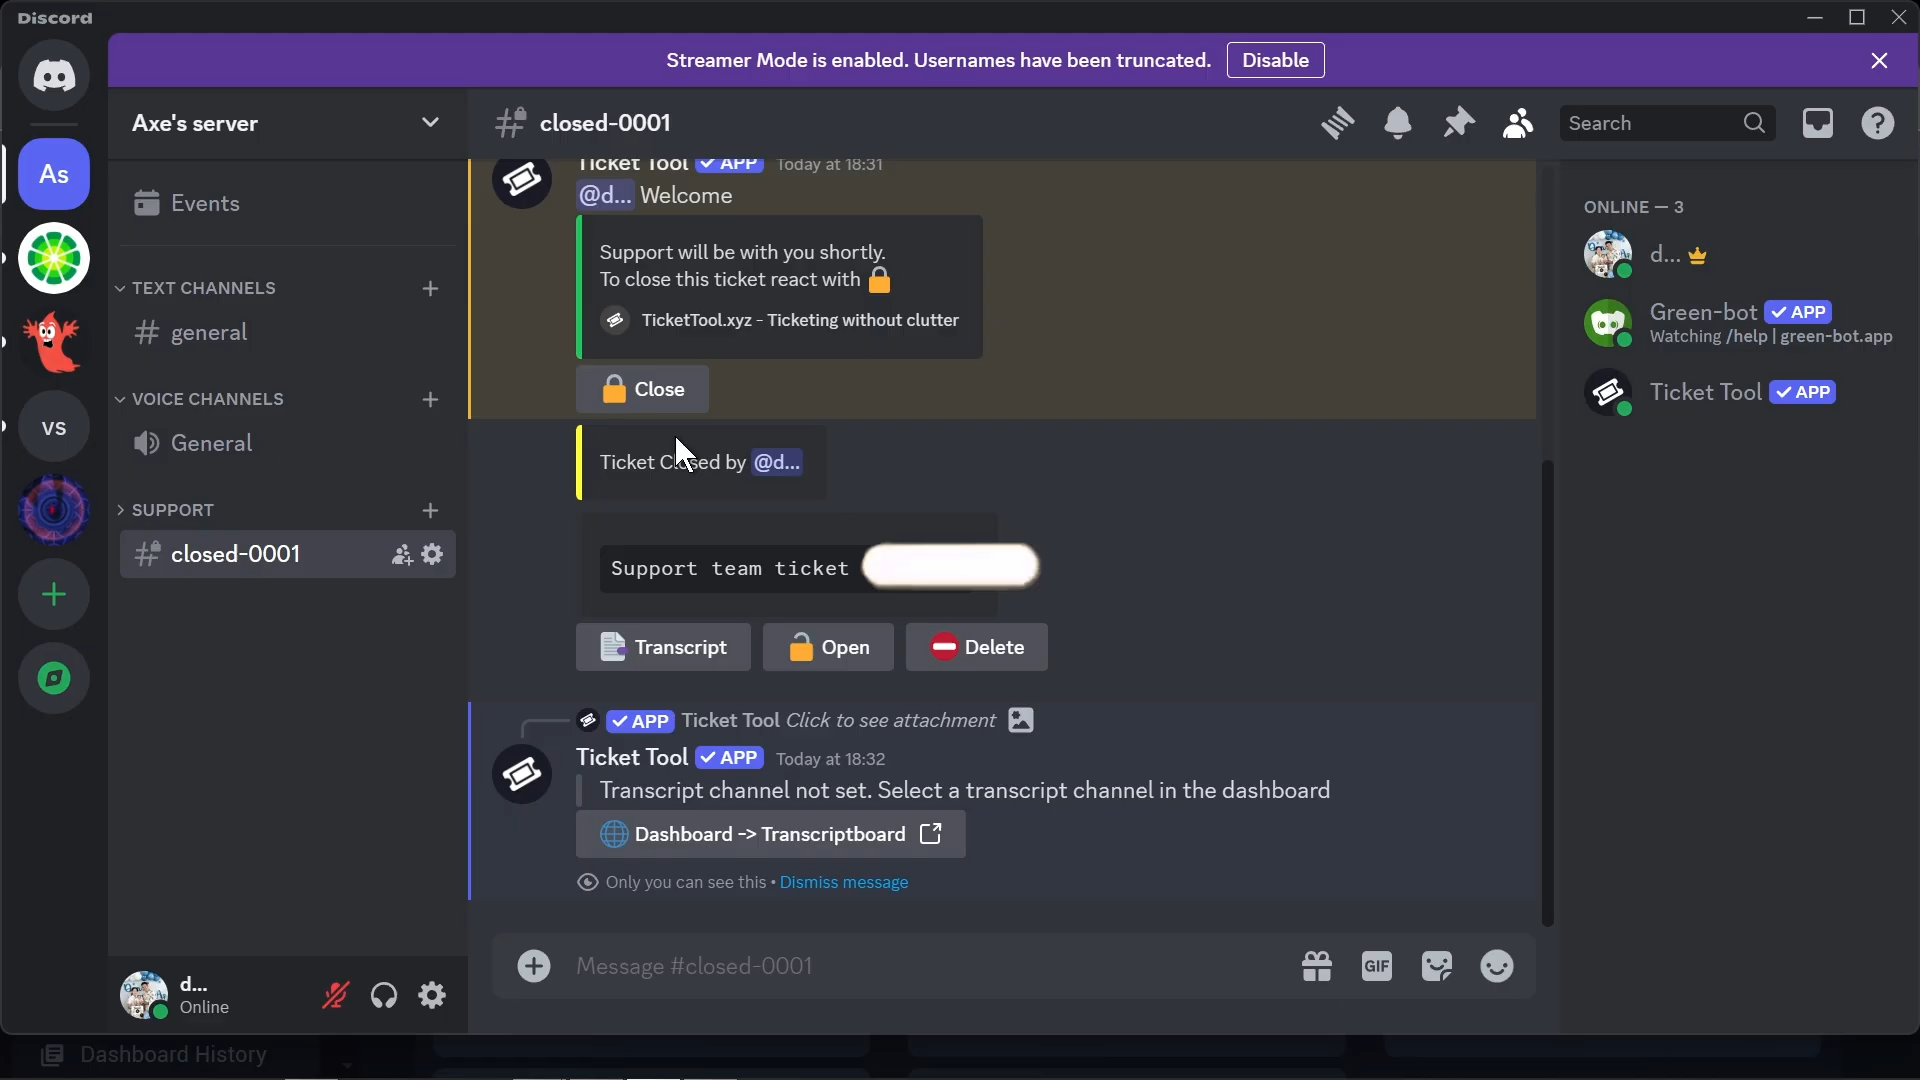 Discord
Streamer Mode is enabled. Usernames have been truncated.
Disable
As
VS
Axe's server
Events
TEXT CHANNELS
general
VOICE CHANNELS
General
SUPPORT
closed-0001
d...
Online
closed-0001
Search
Ticket Tool APP Today at 18:31
@d... Welcome
Support will be with you shortly.
To close this ticket react with
TicketTool.xyz - Ticketing without clutter
Close
Ticket Closed by @d...
Support team ticket
Transcript
Open
Delete
APP Ticket Tool Click to see attachment
Ticket Tool APP Today at 18:32
Transcript channel not set. Select a transcript channel in the dashboard
Dashboard -> Transcriptboard
Only you can see this • Dismiss message
Message #closed-0001
GIF
ONLINE — 3
d...
Green-bot APP
Watching /help | green-bot.app
Ticket Tool APP
Dashboard History